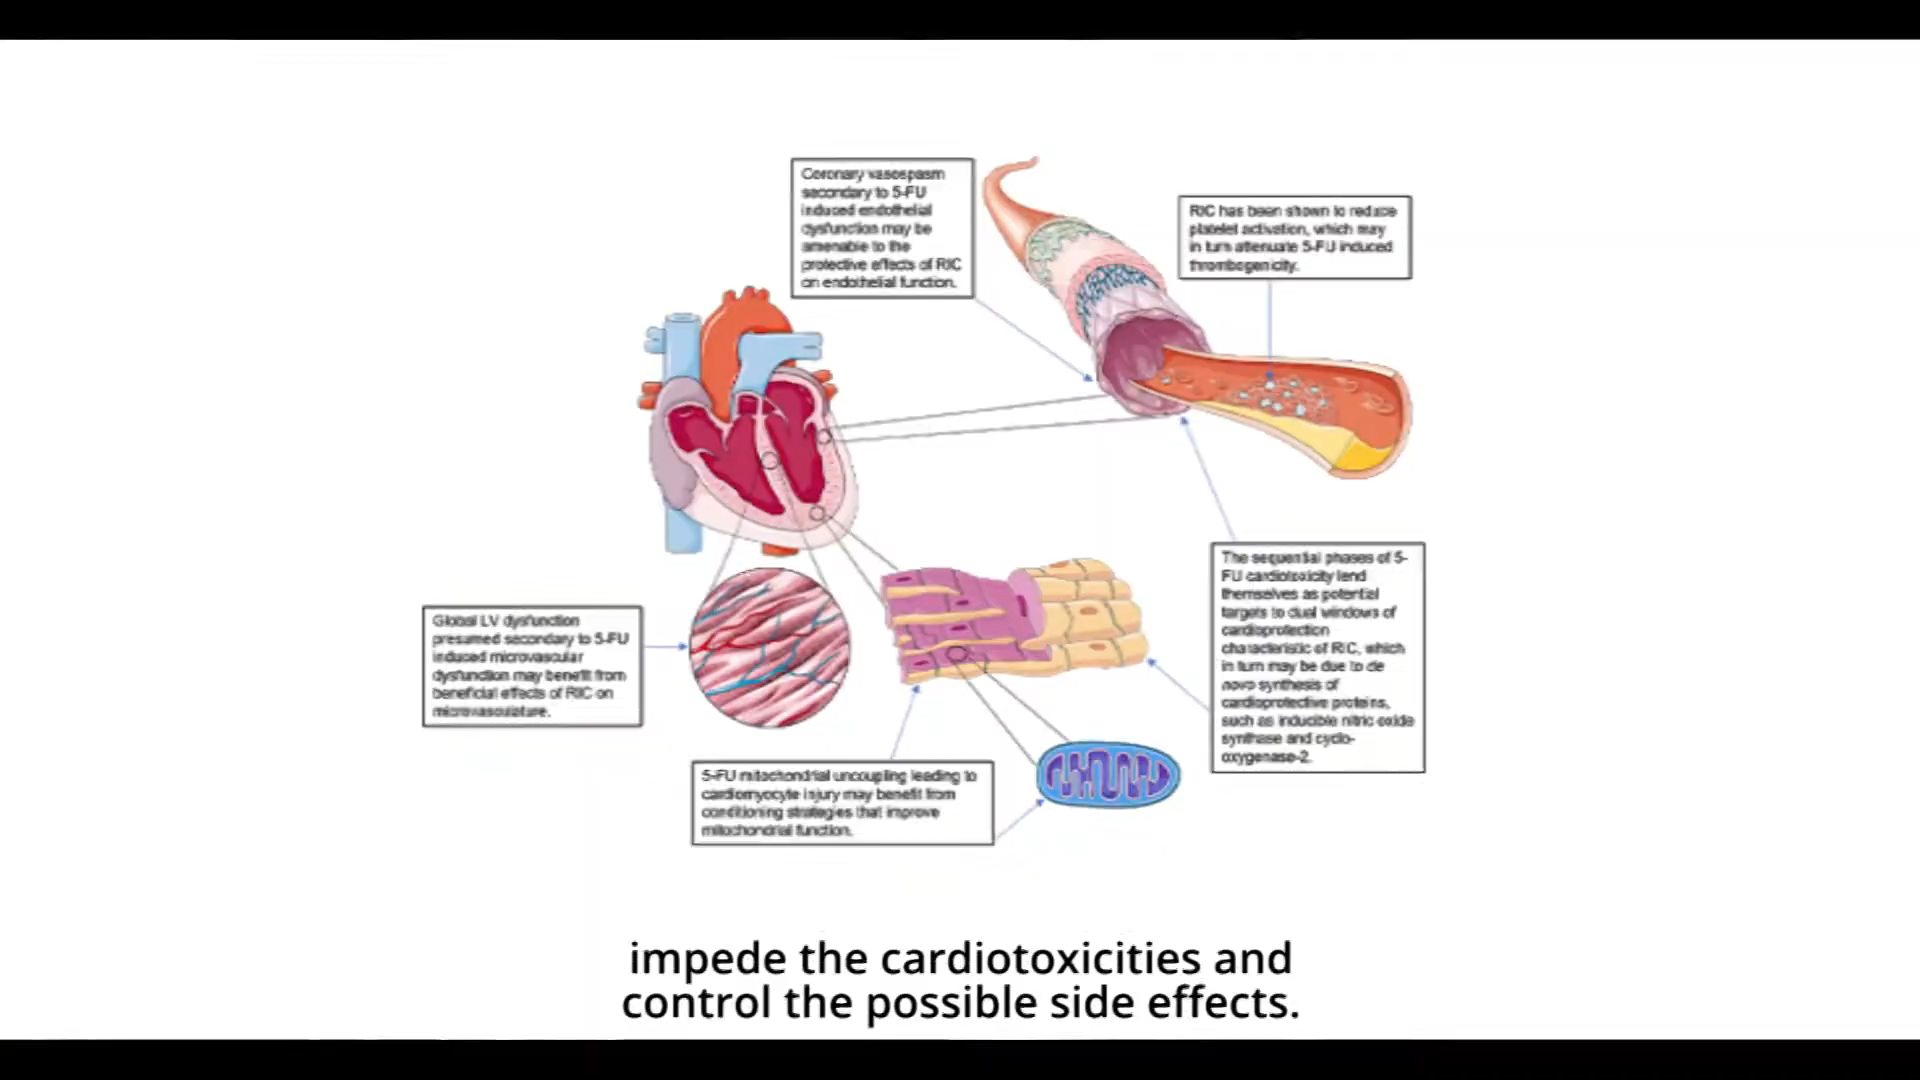 Coronary vasospasm
secondary to 5-FU
induced endothelial
dysfunction may be
amenable to the
protective effects of RIC
on endothelial function.
RIC has been shown to reduce
platelet activation, which may
in turn attenuate 5-FU induced
thrombogenicity.
Global LV dysfunction
presumed secondary to 5-FU
induced microvascular
dysfunction may benefit from
beneficial effects of RIC on
microvasculature.
5-FU mitochondrial uncoupling leading to
cardiomyocyte injury may benefit from
conditioning strategies that improve
mitochondrial function.
The sequential phases of 5-
FU cardiotoxicity lend
themselves as potential
targets to dual windows of
cardioprotection
characteristic of RIC, which
in turn may be due to de
novo synthesis of
cardioprotective proteins,
such as inducible nitric oxide
synthase and cyclo-
oxygenase-2.
impede the cardiotoxicities and
control the possible side effects.